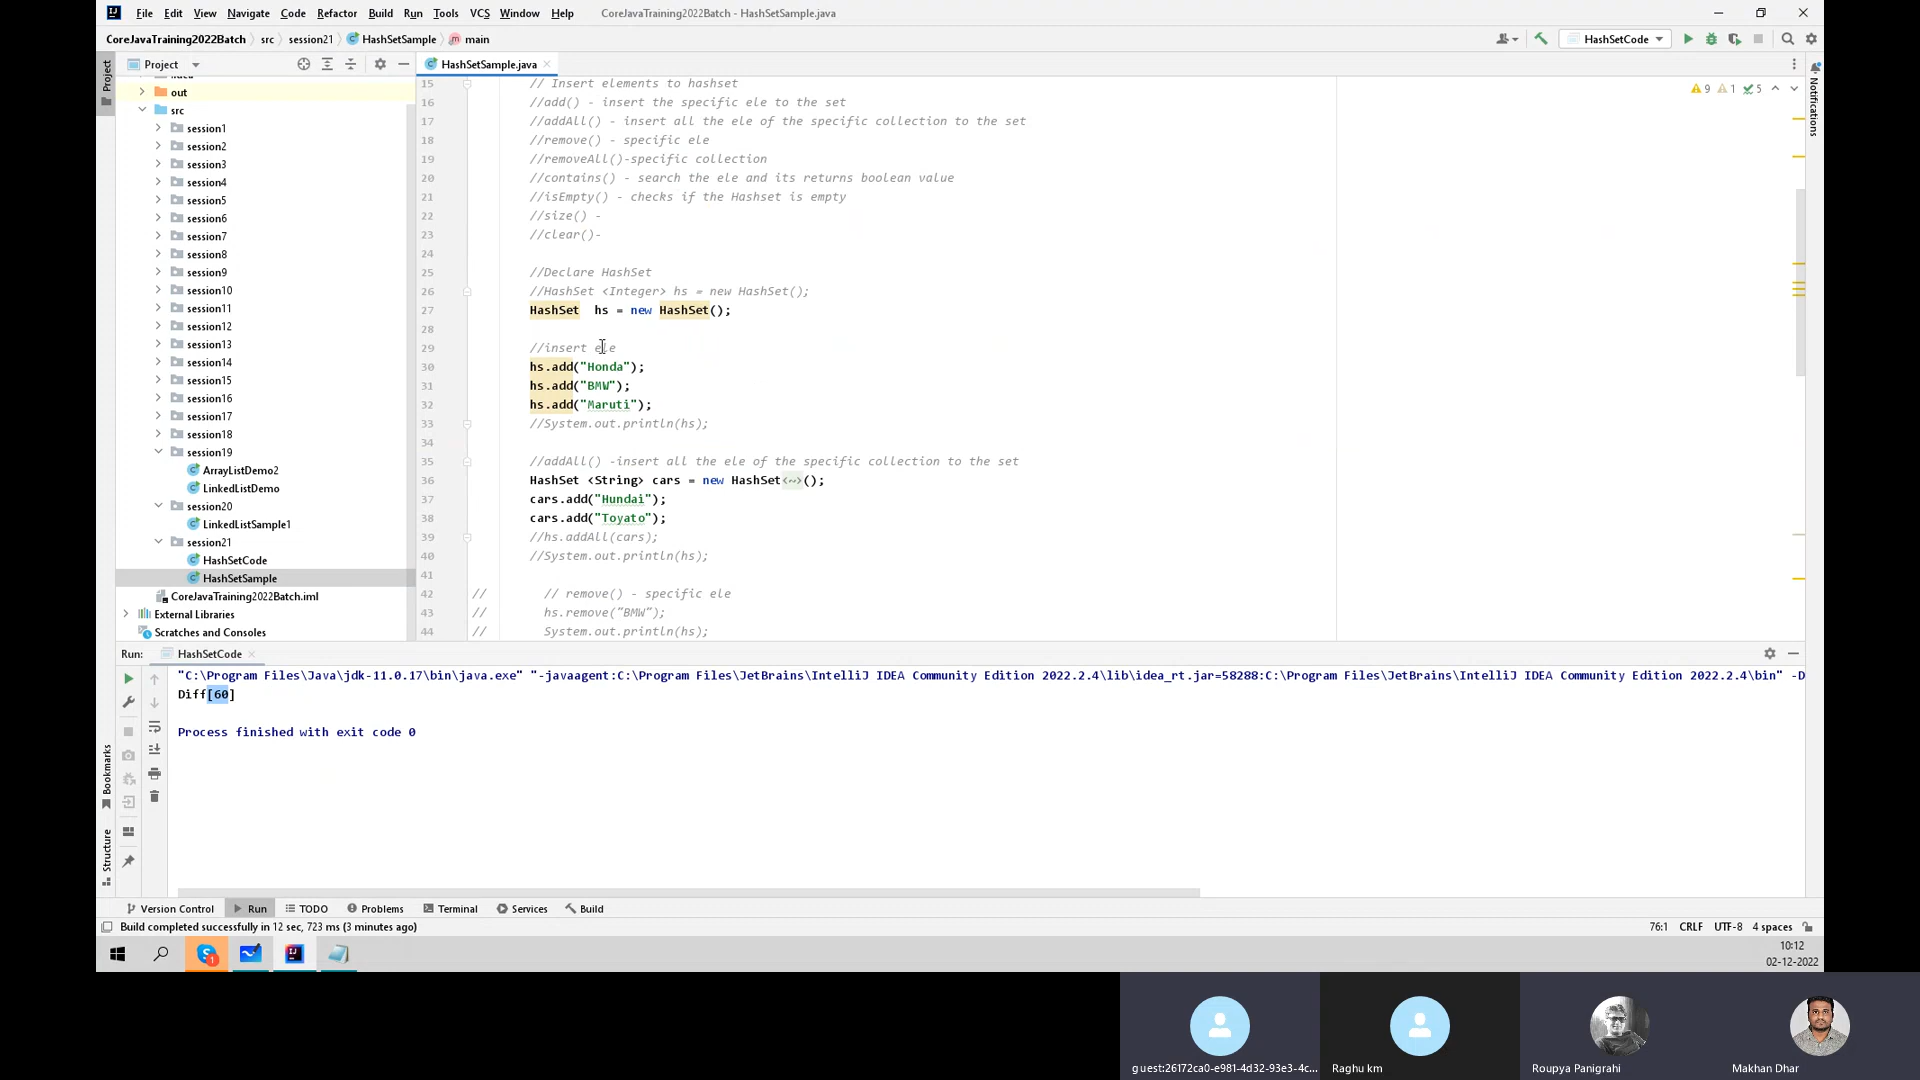 File Edit View Navigate Code Refactor Build Run Tools VCS Window Help CoreJavaTraining2022Batch - HashSetSample.java
CoreJavaTraining2022Batch src session21 HashSetSample main HashSetCode
Project
Project
HashSetSample.java
Notifications
out
src
session1
session2
session3
session4
session5
session6
session7
session8
session9
session10
session11
session12
session13
session14
session15
session16
session17
session18
session19
ArrayListDemo2
LinkedListDemo
session20
LinkedListSample1
session21
HashSetCode
HashSetSample
CoreJavaTraining2022Batch.iml
External Libraries
Scratches and Consoles
9 1 5
15 // Insert elements to hashset
16 //add() - insert the specific ele to the set
17 //addAll() - insert all the ele of the specific collection to the set
18 //remove() - specific ele
19 //removeAll()-specific collection
20 //contains() - search the ele and its returns boolean value
21 //isEmpty() - checks if the Hashset is empty
22 //size() -
23 //clear()-
24
25 //Declare HashSet
26 //HashSet <Integer> hs = new HashSet();
27 HashSet hs = new HashSet();
28
29 //insert ele
30 hs.add("Honda");
31 hs.add("BMW");
32 hs.add("Maruti");
33 //System.out.println(hs);
34
35 //addAll() -insert all the ele of the specific collection to the set
36 HashSet <String> cars = new HashSet<~>();
37 cars.add("Hundai");
38 cars.add("Toyato");
39 //hs.addAll(cars);
40 //System.out.println(hs);
41
42 // // remove() - specific ele
43 // hs.remove("BMW");
44 // System.out.println(hs);
Run: HashSetCode
"C:\Program Files\Java\jdk-11.0.17\bin\java.exe" "-javaagent:C:\Program Files\JetBrains\IntelliJ IDEA Community Edition 2022.2.4\lib\idea_rt.jar=58288:C:\Program Files\JetBrains\IntelliJ IDEA Community Edition 2022.2.4\bin" -D
Diff[60]
Process finished with exit code 0
Bookmarks
Structure
Version Control Run TODO Problems Terminal Services Build
Build completed successfully in 12 sec, 723 ms (3 minutes ago) 76:1 CRLF UTF-8 4 spaces
10:12
02-12-2022
guest:26172ca0-e981-4d32-93e3-4c... Raghu km Roupya Panigrahi Makhan Dhar